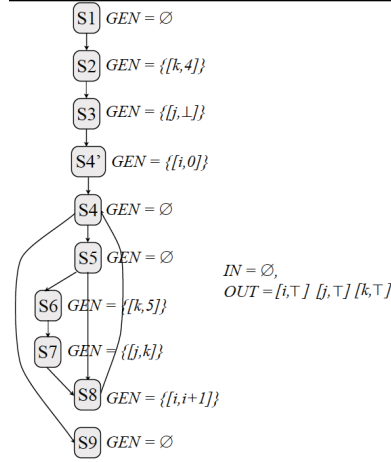 S1 GEN = ∅
S2 GEN = {[k,4]}
S3 GEN = {[j,⊥]}
S4’ GEN = {[i,0]}
S4 GEN = ∅
S5 GEN = ∅
IN = ∅,
OUT = [i,⊤] [j,⊤] [k,⊤]
S6 GEN = {[k,5]}
S7 GEN = {[j,k]}
S8 GEN = {[i,i+1]}
S9 GEN = ∅